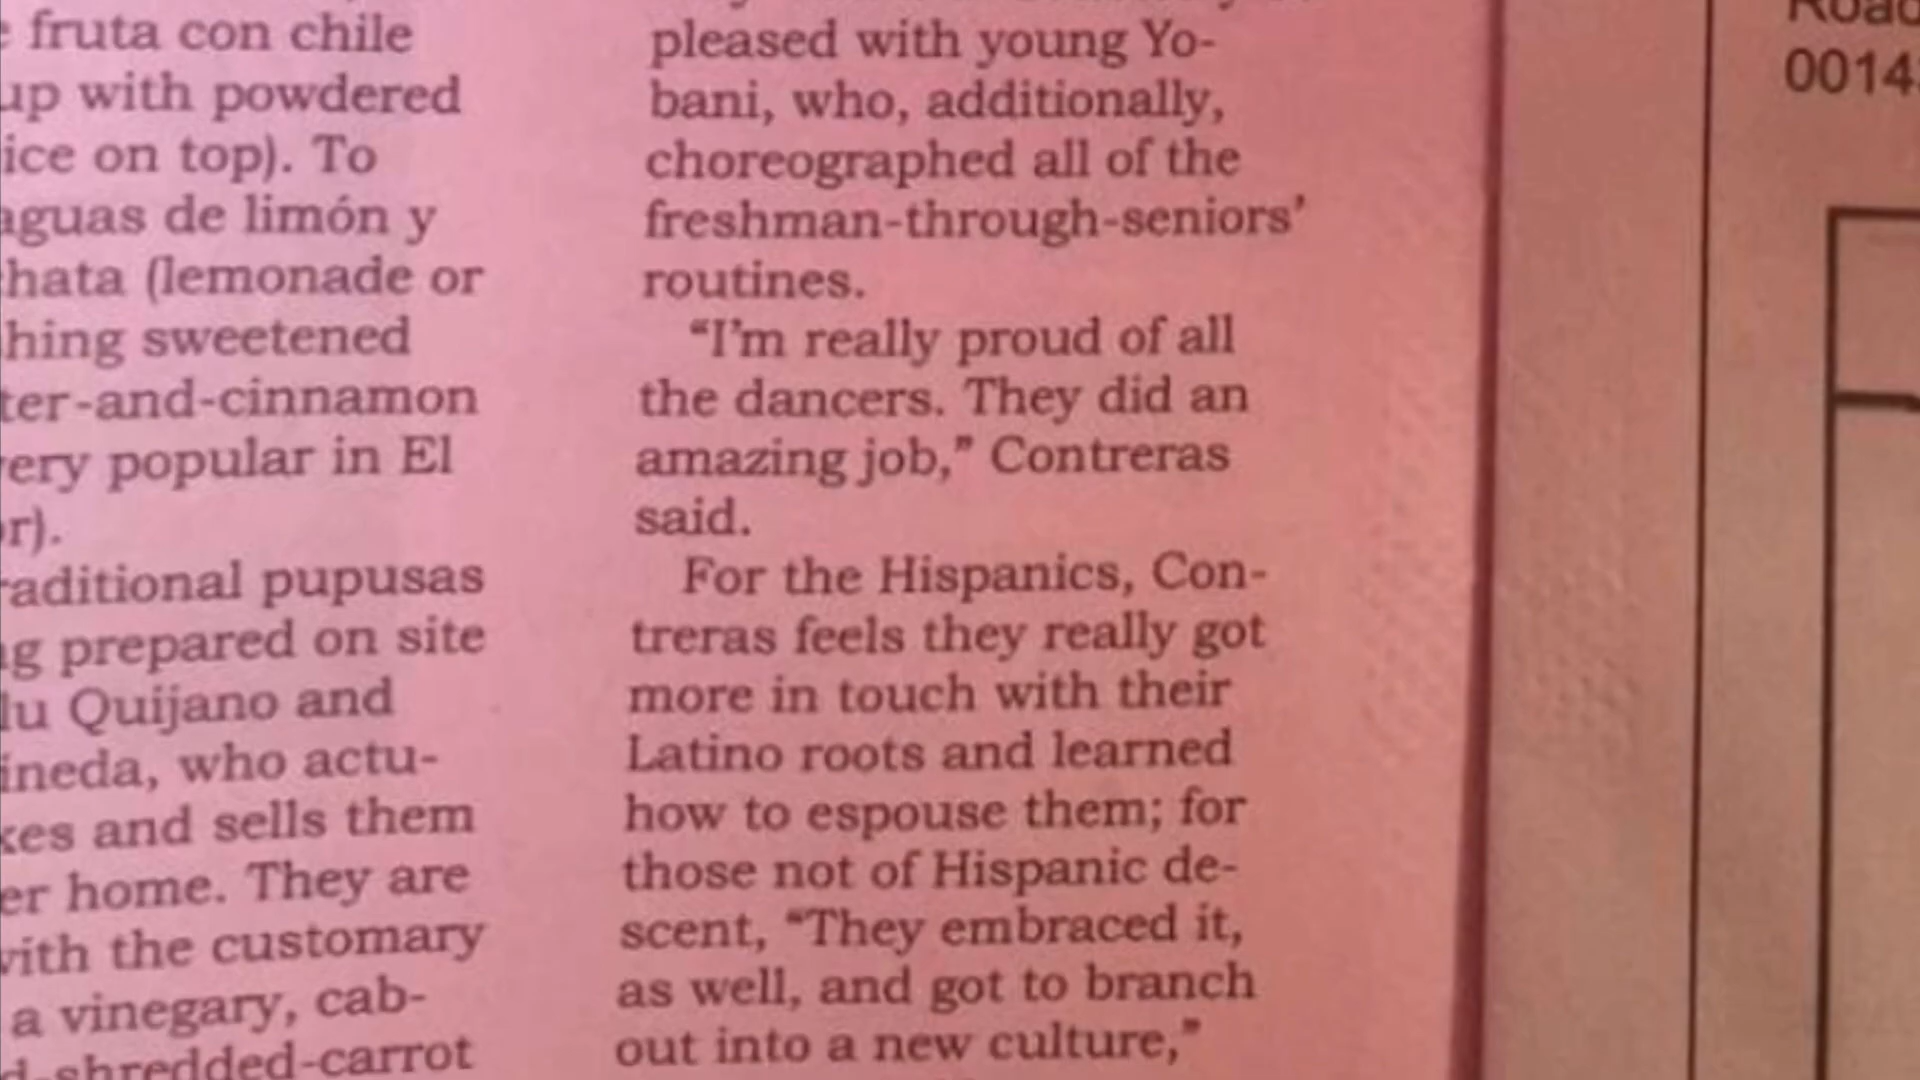 fruta con chile
up with powdered
ice on top). To
aguas de limón y
hata (lemonade or
hing sweetened
ter-and-cinnamon
ery popular in El
r).
raditional pupusas
g prepared on site
lu Quijano and
ineda, who actu-
kes and sells them
er home. They are
with the customary
a vinegary, cab-
d-shredded-carrot
pleased with young Yo-
bani, who, additionally,
choreographed all of the
freshman-through-seniors'
routines.
“I'm really proud of all
the dancers. They did an
amazing job,” Contreras
said.
For the Hispanics, Con-
treras feels they really got
more in touch with their
Latino roots and learned
how to espouse them; for
those not of Hispanic de-
scent, “They embraced it,
as well, and got to branch
out into a new culture,”
Road
0014